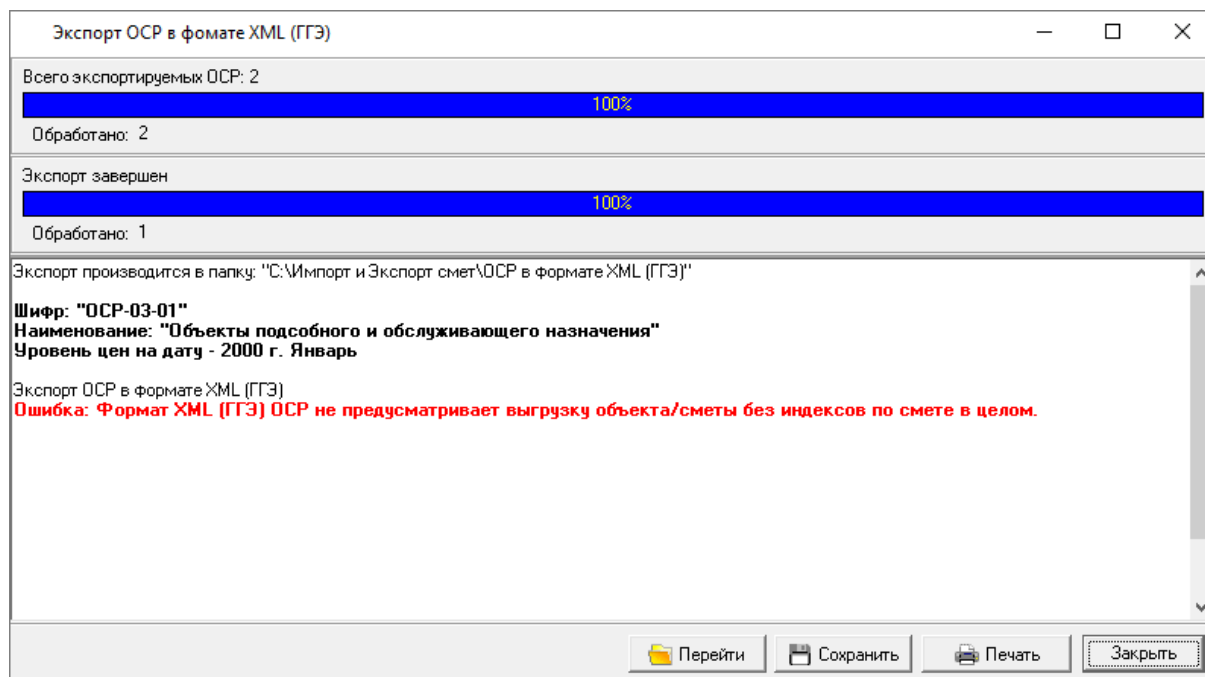 Экспорт ОСР в фомате XML (ГГЭ)
Всего экспортируемых ОСР: 2
100%
Обработано: 2
Экспорт завершен
100%
Обработано: 1
Экспорт производится в папку: "C:\Импорт и Экспорт смет\ОСР в формате XML (ГГЭ)"
Шифр: "ОСР-03-01"
Наименование: "Объекты подсобного и обслуживающего назначения"
Уровень цен на дату - 2000 г. Январь
Экспорт ОСР в формате XML (ГГЭ)
Ошибка: Формат XML (ГГЭ) ОСР не предусматривает выгрузку объекта/сметы без индексов по смете в целом.
Перейти Сохранить Печать Закрыть